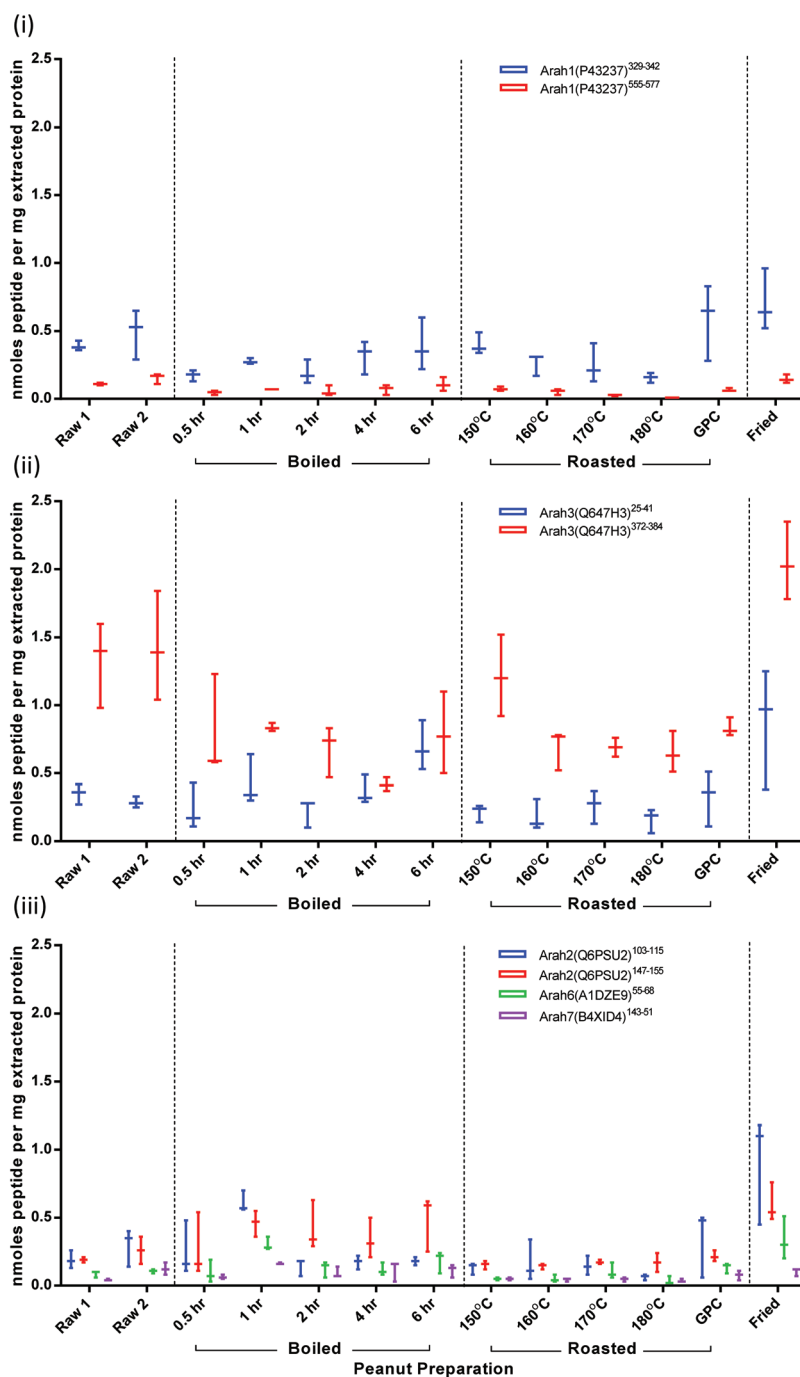 (i)
nmoles peptide per mg extracted protein
2.5
2.0
1.5
1.0
0.5
0.0
Arah1(P43237)329-342
Arah1(P43237)555-577
Raw 1
Raw 2
0.5 hr
1 hr
2 hr
4 hr
6 hr
150°C
160°C
170°C
180°C
GPC
Fried
Boiled
Roasted
(ii)
nmoles peptide per mg extracted protein
2.5
2.0
1.5
1.0
0.5
0.0
Arah3(Q647H3)25-41
Arah3(Q647H3)372-384
Raw 1
Raw 2
0.5 hr
1 hr
2 hr
4 hr
6 hr
150°C
160°C
170°C
180°C
GPC
Fried
Boiled
Roasted
(iii)
nmoles peptide per mg extracted protein
2.5
2.0
1.5
1.0
0.5
0.0
Arah2(Q6PSU2)103-115
Arah2(Q6PSU2)147-155
Arah6(A1DZE9)55-68
Arah7(B4XID4)143-51
Raw 1
Raw 2
0.5 hr
1 hr
2 hr
4 hr
6 hr
150°C
160°C
170°C
180°C
GPC
Fried
Boiled
Roasted
Peanut Preparation